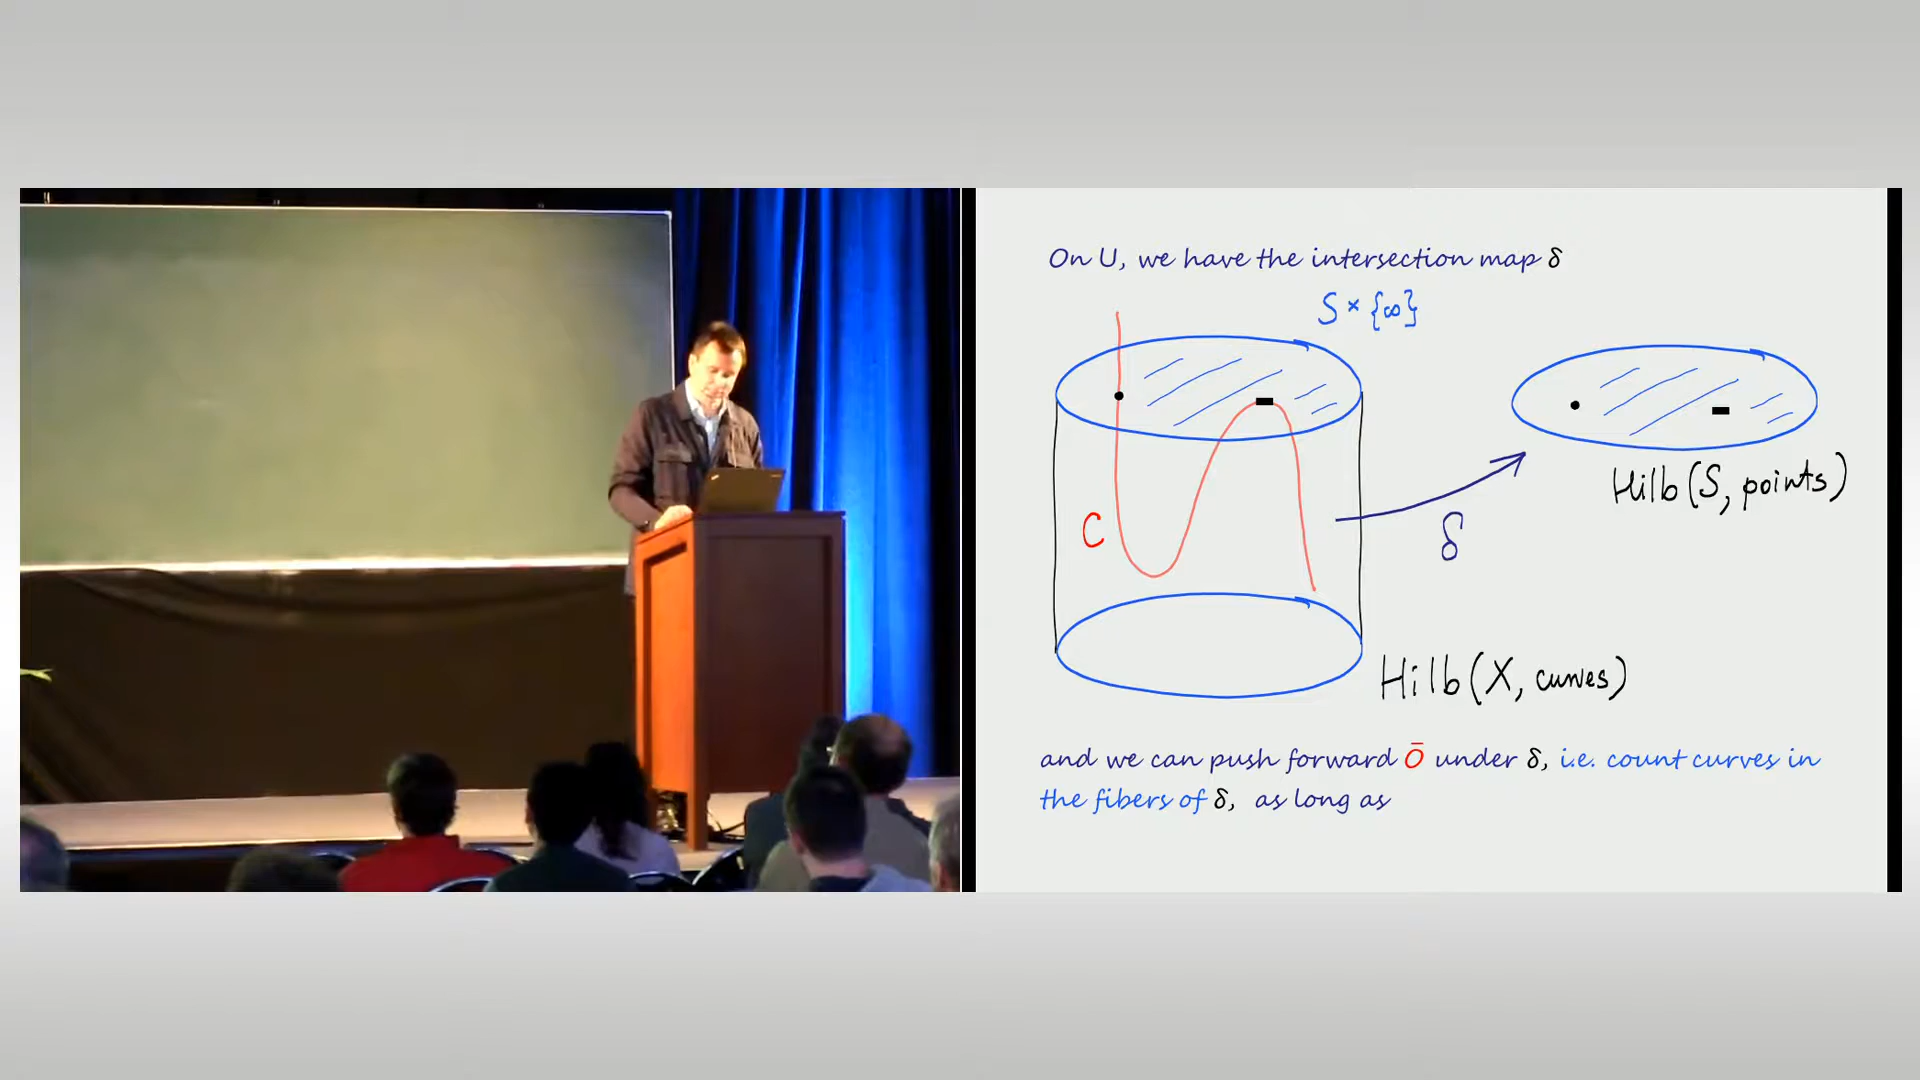 On U, we have the intersection map δ
S × {∞}
C
δ
Hilb(S, points)
Hilb(X, curves)
and we can push forward Ō under δ, i.e. count curves in
the fibers of δ, as long as